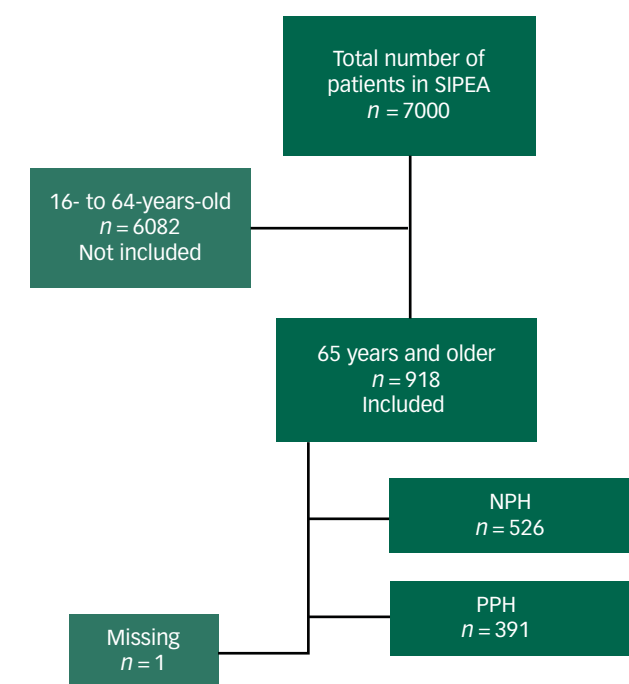 Total number of
patients in SIPEA
n = 7000
16- to 64-years-old
n = 6082
Not included
65 years and older
n = 918
Included
NPH
n = 526
PPH
n = 391
Missing
n = 1